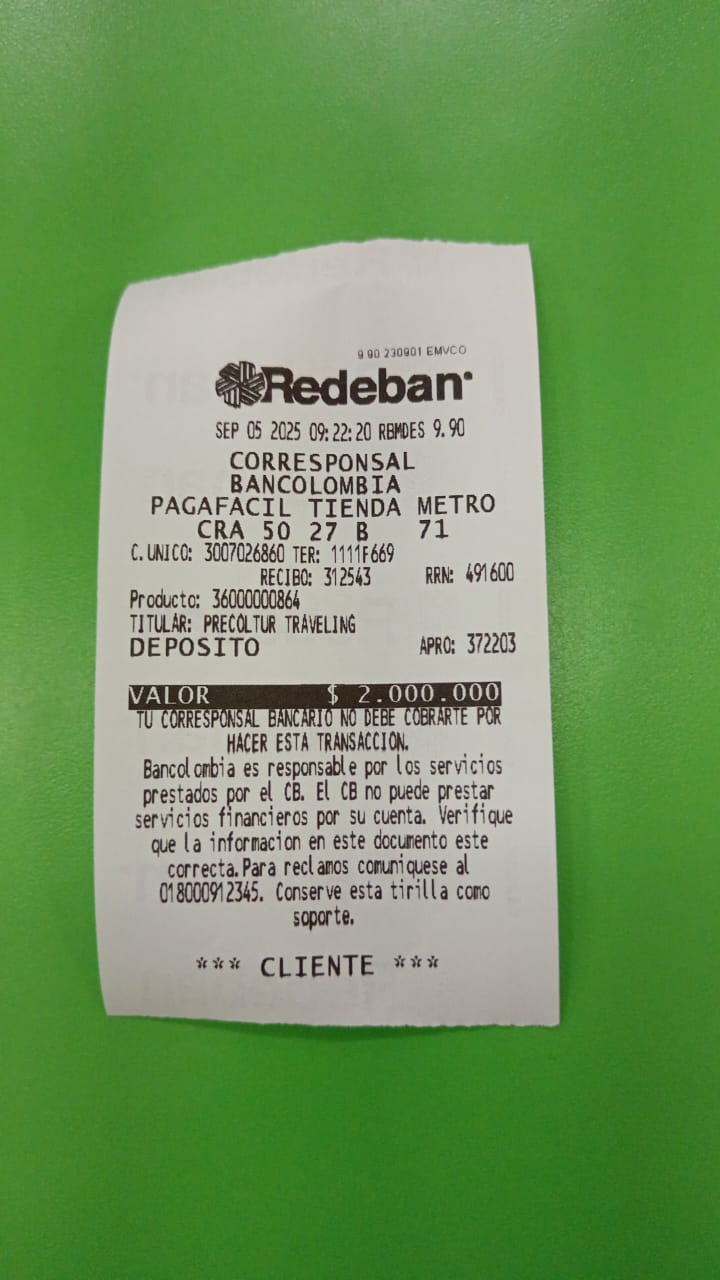 9 90 230901 EMVCO
Redeban
SEP 05 2025 09:22:20 RBMDES 9.90
CORRESPONSAL
BANCOLOMBIA
PAGAFACIL TIENDA METRO
CRA 50 27 B 71
C.UNICO: 3007026860 TER: 1111F669
RECIBO: 312543 RRN: 491600
Producto: 36000000864
TITULAR: PRECOLTUR TRAVELING
DEPOSITO APRO: 372203
VALOR $ 2.000.000
TU CORRESPONSAL BANCARIO NO DEBE COBRARTE POR
HACER ESTA TRANSACCION.
Bancolombia es responsable por los servicios
prestados por el CB. El CB no puede prestar
servicios financieros por su cuenta. Verifique
que la informacion en este documento este
correcta.Para reclamos comuniquese al
018000912345. Conserve esta tirilla como
soporte.
*** CLIENTE ***